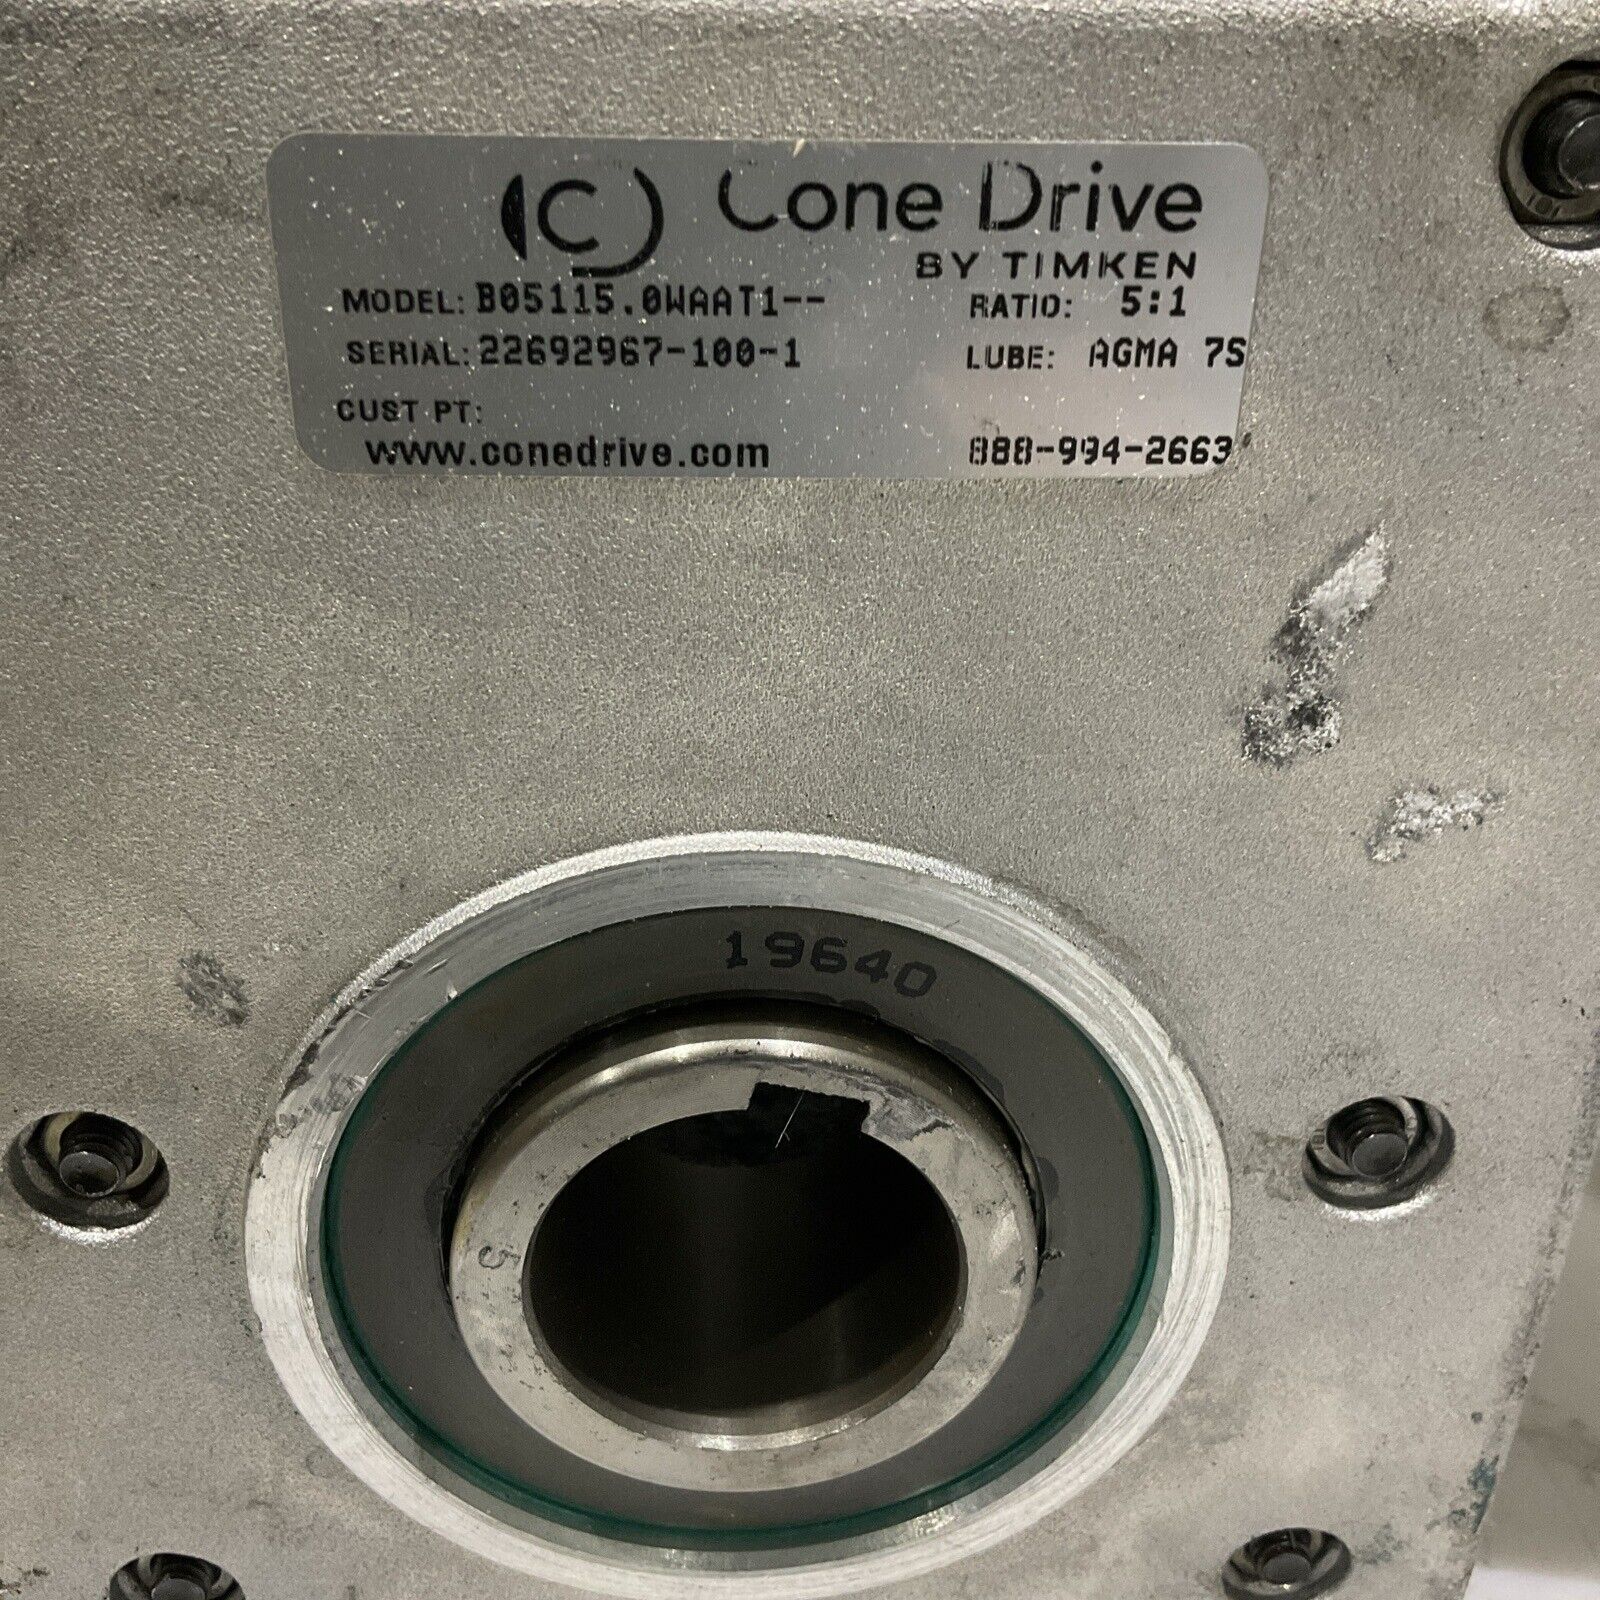 C Cone Drive
BY TIMKEN
MODEL: B05115.0WAAT1-- RATIO: 5:1
SERIAL: 22692967-100-1 LUBE: AGMA 7S
CUST PT:
www.conedrive.com 888-994-2663
19640